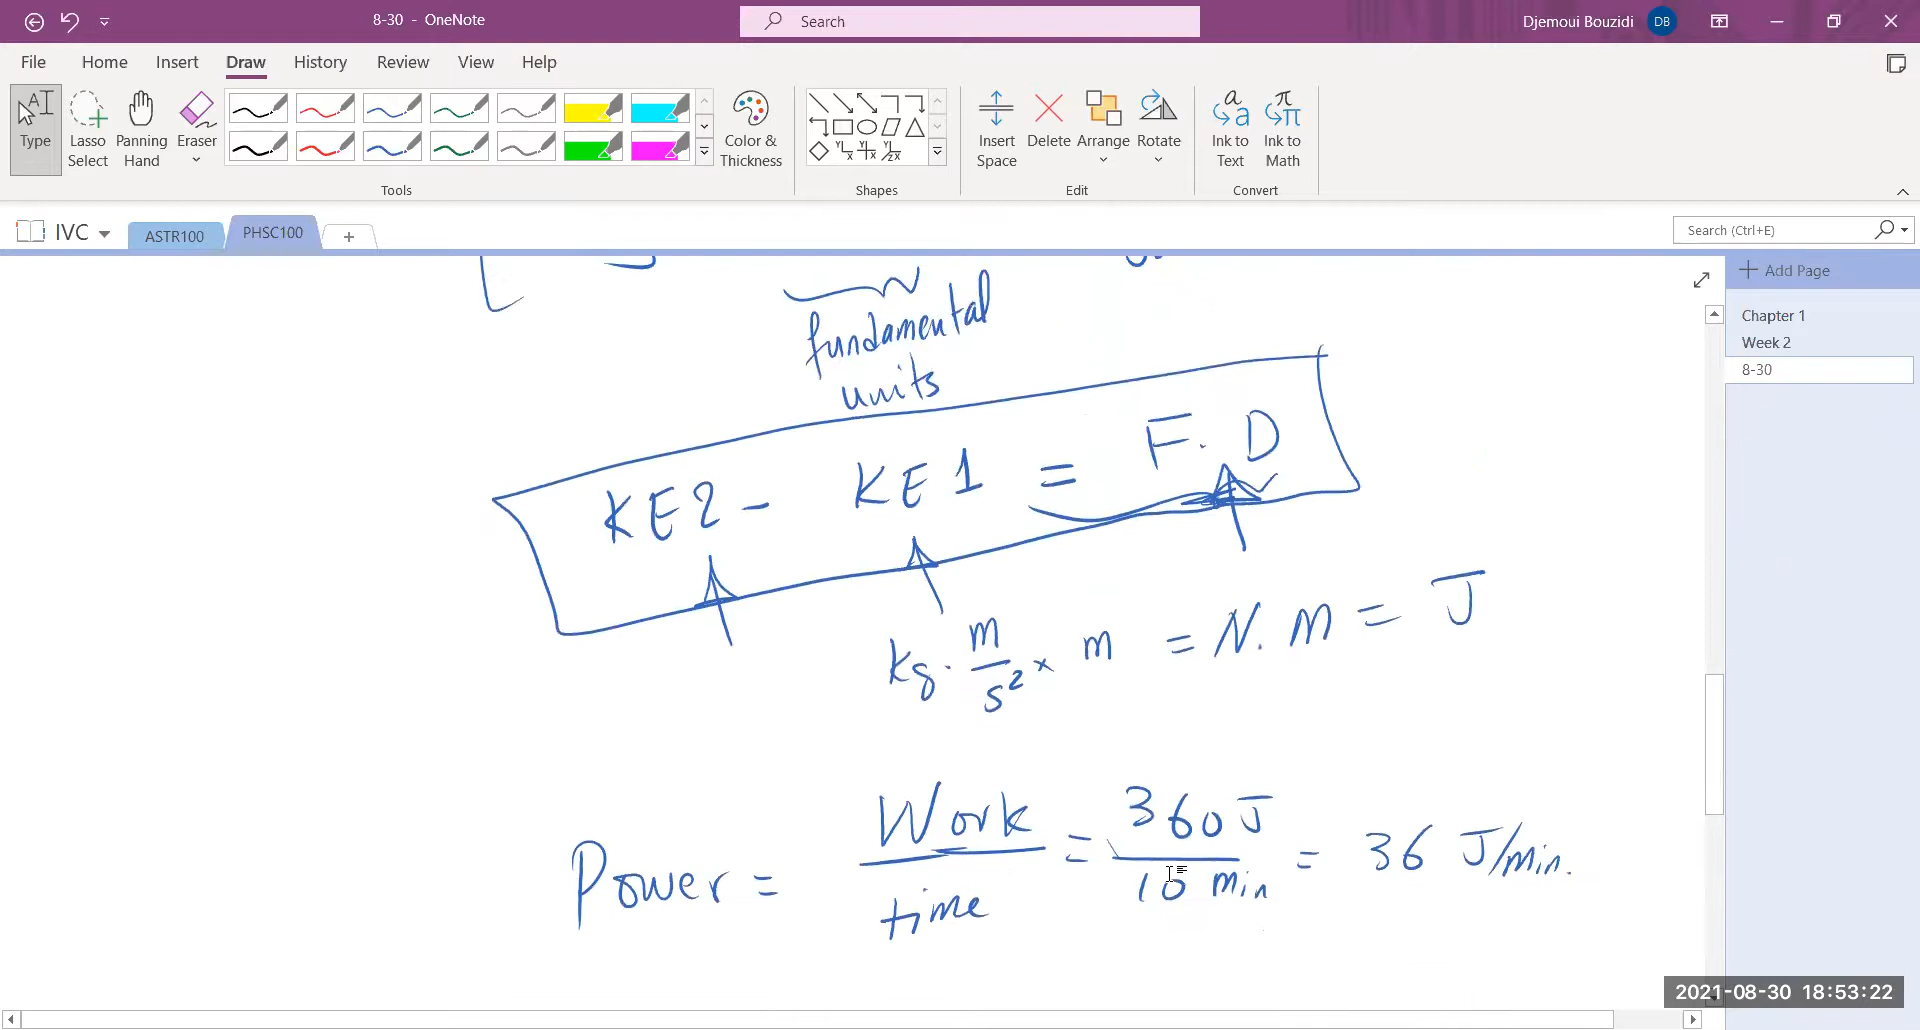 8-30 - OneNote
Search
Djemoui Bouzidi DB
File Home Insert Draw History Review View Help
Type
Lasso Select
Panning Hand
Eraser
Color & Thickness
Insert Space
Delete
Arrange
Rotate
Ink to Text
Ink to Math
Tools
Shapes
Edit
Convert
IVC
ASTR100
PHSC100
+
Search (Ctrl+E)
Add Page
Chapter 1
Week 2
8-30
fundamental
units
KE2 - KE1 = F. D
kg . m/s² × m = N. m = J
Power = Work/time = 360J/10 min = 36 J/min.
2021-08-30 18:53:22